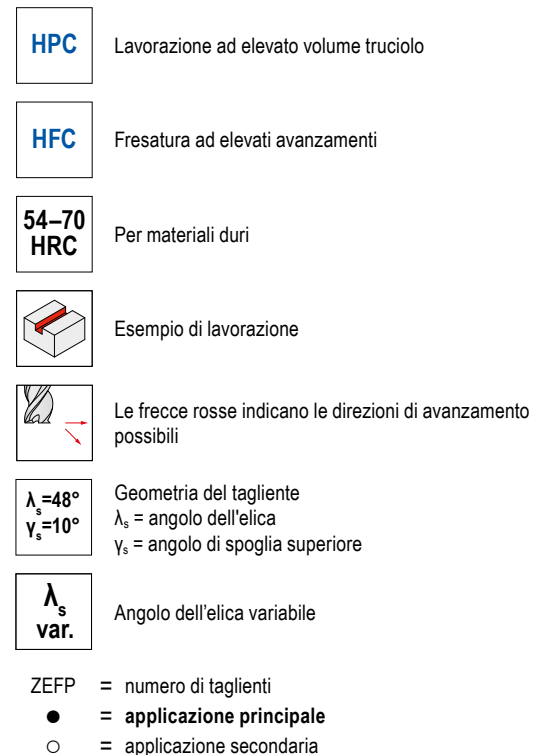 HPC
Lavorazione ad elevato volume truciolo
HFC
Fresatura ad elevati avanzamenti
54–70
HRC
Per materiali duri
Esempio di lavorazione
Le frecce rosse indicano le direzioni di avanzamento
possibili
λs=48°
γs=10°
Geometria del tagliente
λs = angolo dell'elica
γs = angolo di spoglia superiore
λs
var.
Angolo dell’elica variabile
ZEFP = numero di taglienti
● = applicazione principale
○ = applicazione secondaria